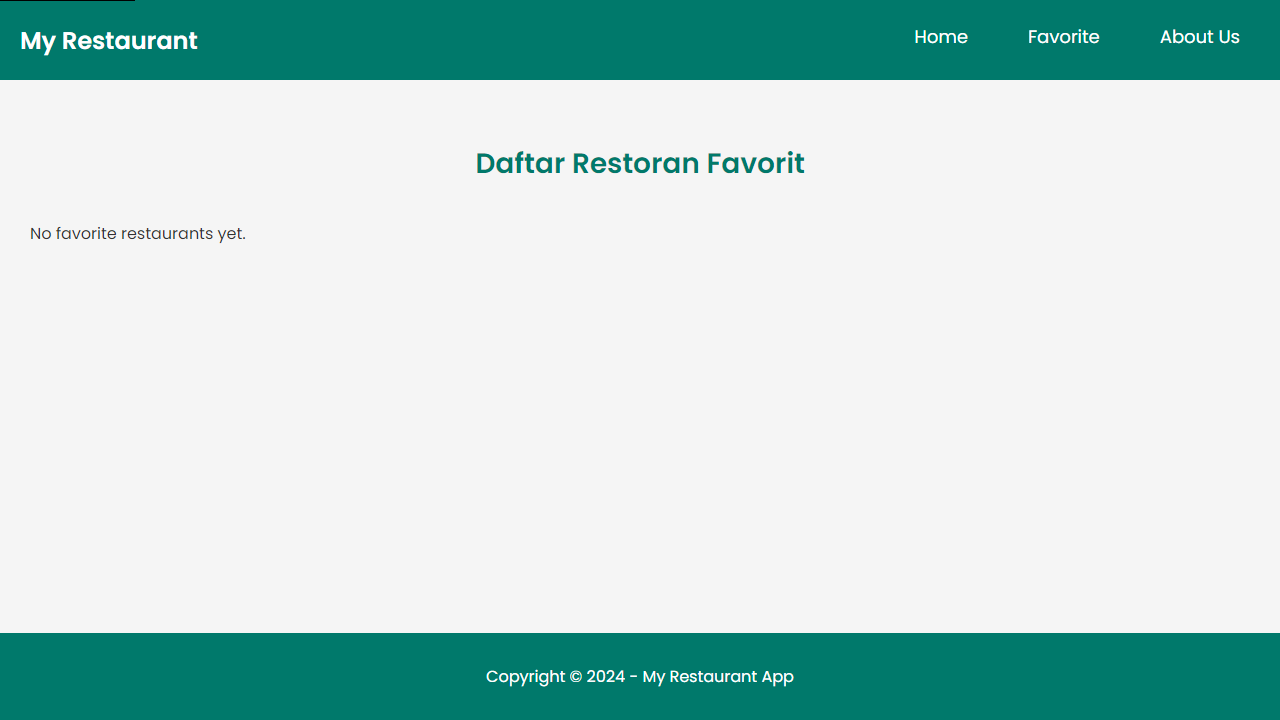 My Restaurant
Home Favorite About Us
Daftar Restoran Favorit
No favorite restaurants yet.
Copyright © 2024 - My Restaurant App